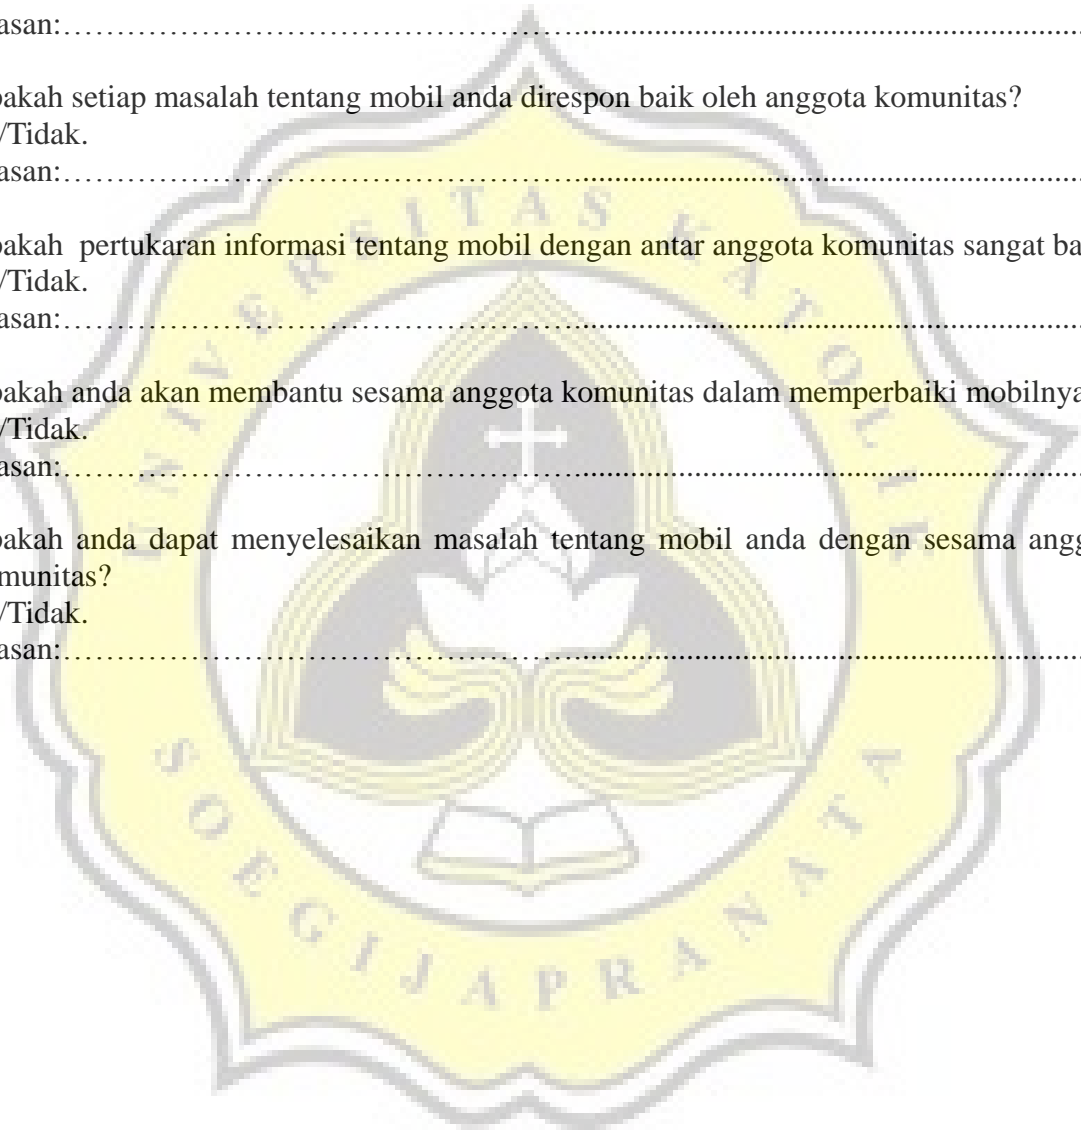 asan:……………………………………………...............................................................................
pakah setiap masalah tentang mobil anda direspon baik oleh anggota komunitas?
/Tidak.
asan:……………………………………………...............................................................................
pakah pertukaran informasi tentang mobil dengan antar anggota komunitas sangat ba
/Tidak.
asan:……………………………………………...............................................................................
pakah anda akan membantu sesama anggota komunitas dalam memperbaiki mobilnya
/Tidak.
asan:……………………………………………...............................................................................
pakah anda dapat menyelesaikan masalah tentang mobil anda dengan sesama angg
munitas?
/Tidak.
asan:……………………………………………...............................................................................
UNIVERSITAS KATOLIK
SOEGIJAPRANATA